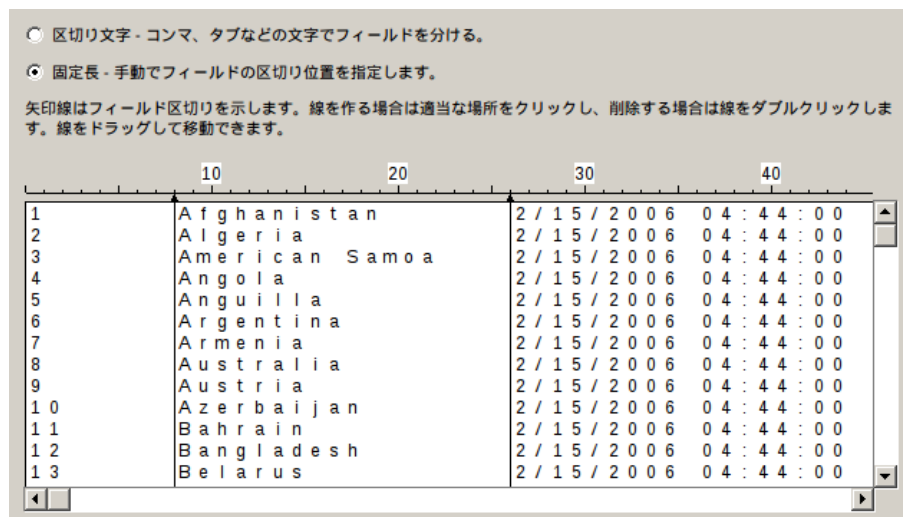 区切り文字 - コンマ、タブなどの文字でフィールドを分ける。
固定長 - 手動でフィールドの区切り位置を指定します。
矢印線はフィールド区切りを示します。線を作る場合は適当な場所をクリックし、削除する場合は線をダブルクリックしま
す。線をドラッグして移動できます。
10 20 30 40
1 Afghanistan 2/15/2006 04:44:00
2 Algeria 2/15/2006 04:44:00
3 American Samoa 2/15/2006 04:44:00
4 Angola 2/15/2006 04:44:00
5 Anguilla 2/15/2006 04:44:00
6 Argentina 2/15/2006 04:44:00
7 Armenia 2/15/2006 04:44:00
8 Australia 2/15/2006 04:44:00
9 Austria 2/15/2006 04:44:00
10 Azerbaijan 2/15/2006 04:44:00
11 Bahrain 2/15/2006 04:44:00
12 Bangladesh 2/15/2006 04:44:00
13 Belarus 2/15/2006 04:44:00